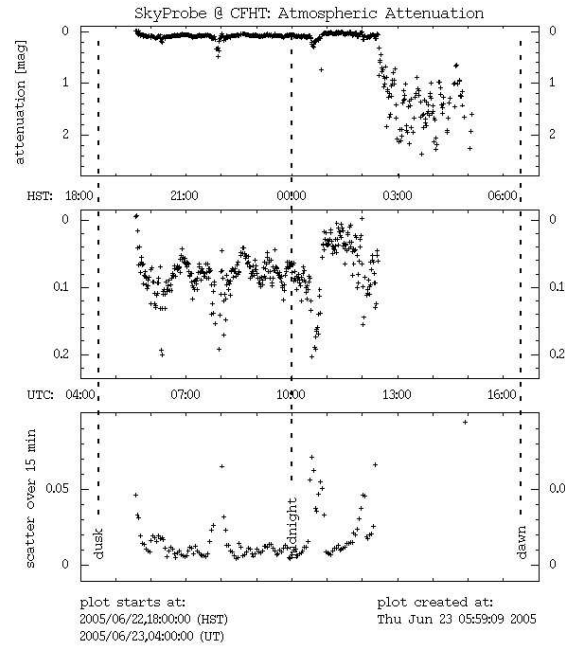 SkyProbe @ CFHT: Atmospheric Attenuation
attenuation [mag]
0
1
2
0.0
1
2
HST:
18:00
21:00
00:00
03:00
06:00
0
0.1
0.2
0
0.1
0.2
UTC:
04:00
07:00
10:00
13:00
16:00
scatter over 15 min
0.05
0
0.0
0
dusk
dnight
dawn
plot starts at:
2005/06/22,18:00:00 (HST)
2005/06/23,04:00:00 (UT)
plot created at:
Thu Jun 23 05:59:09 2005